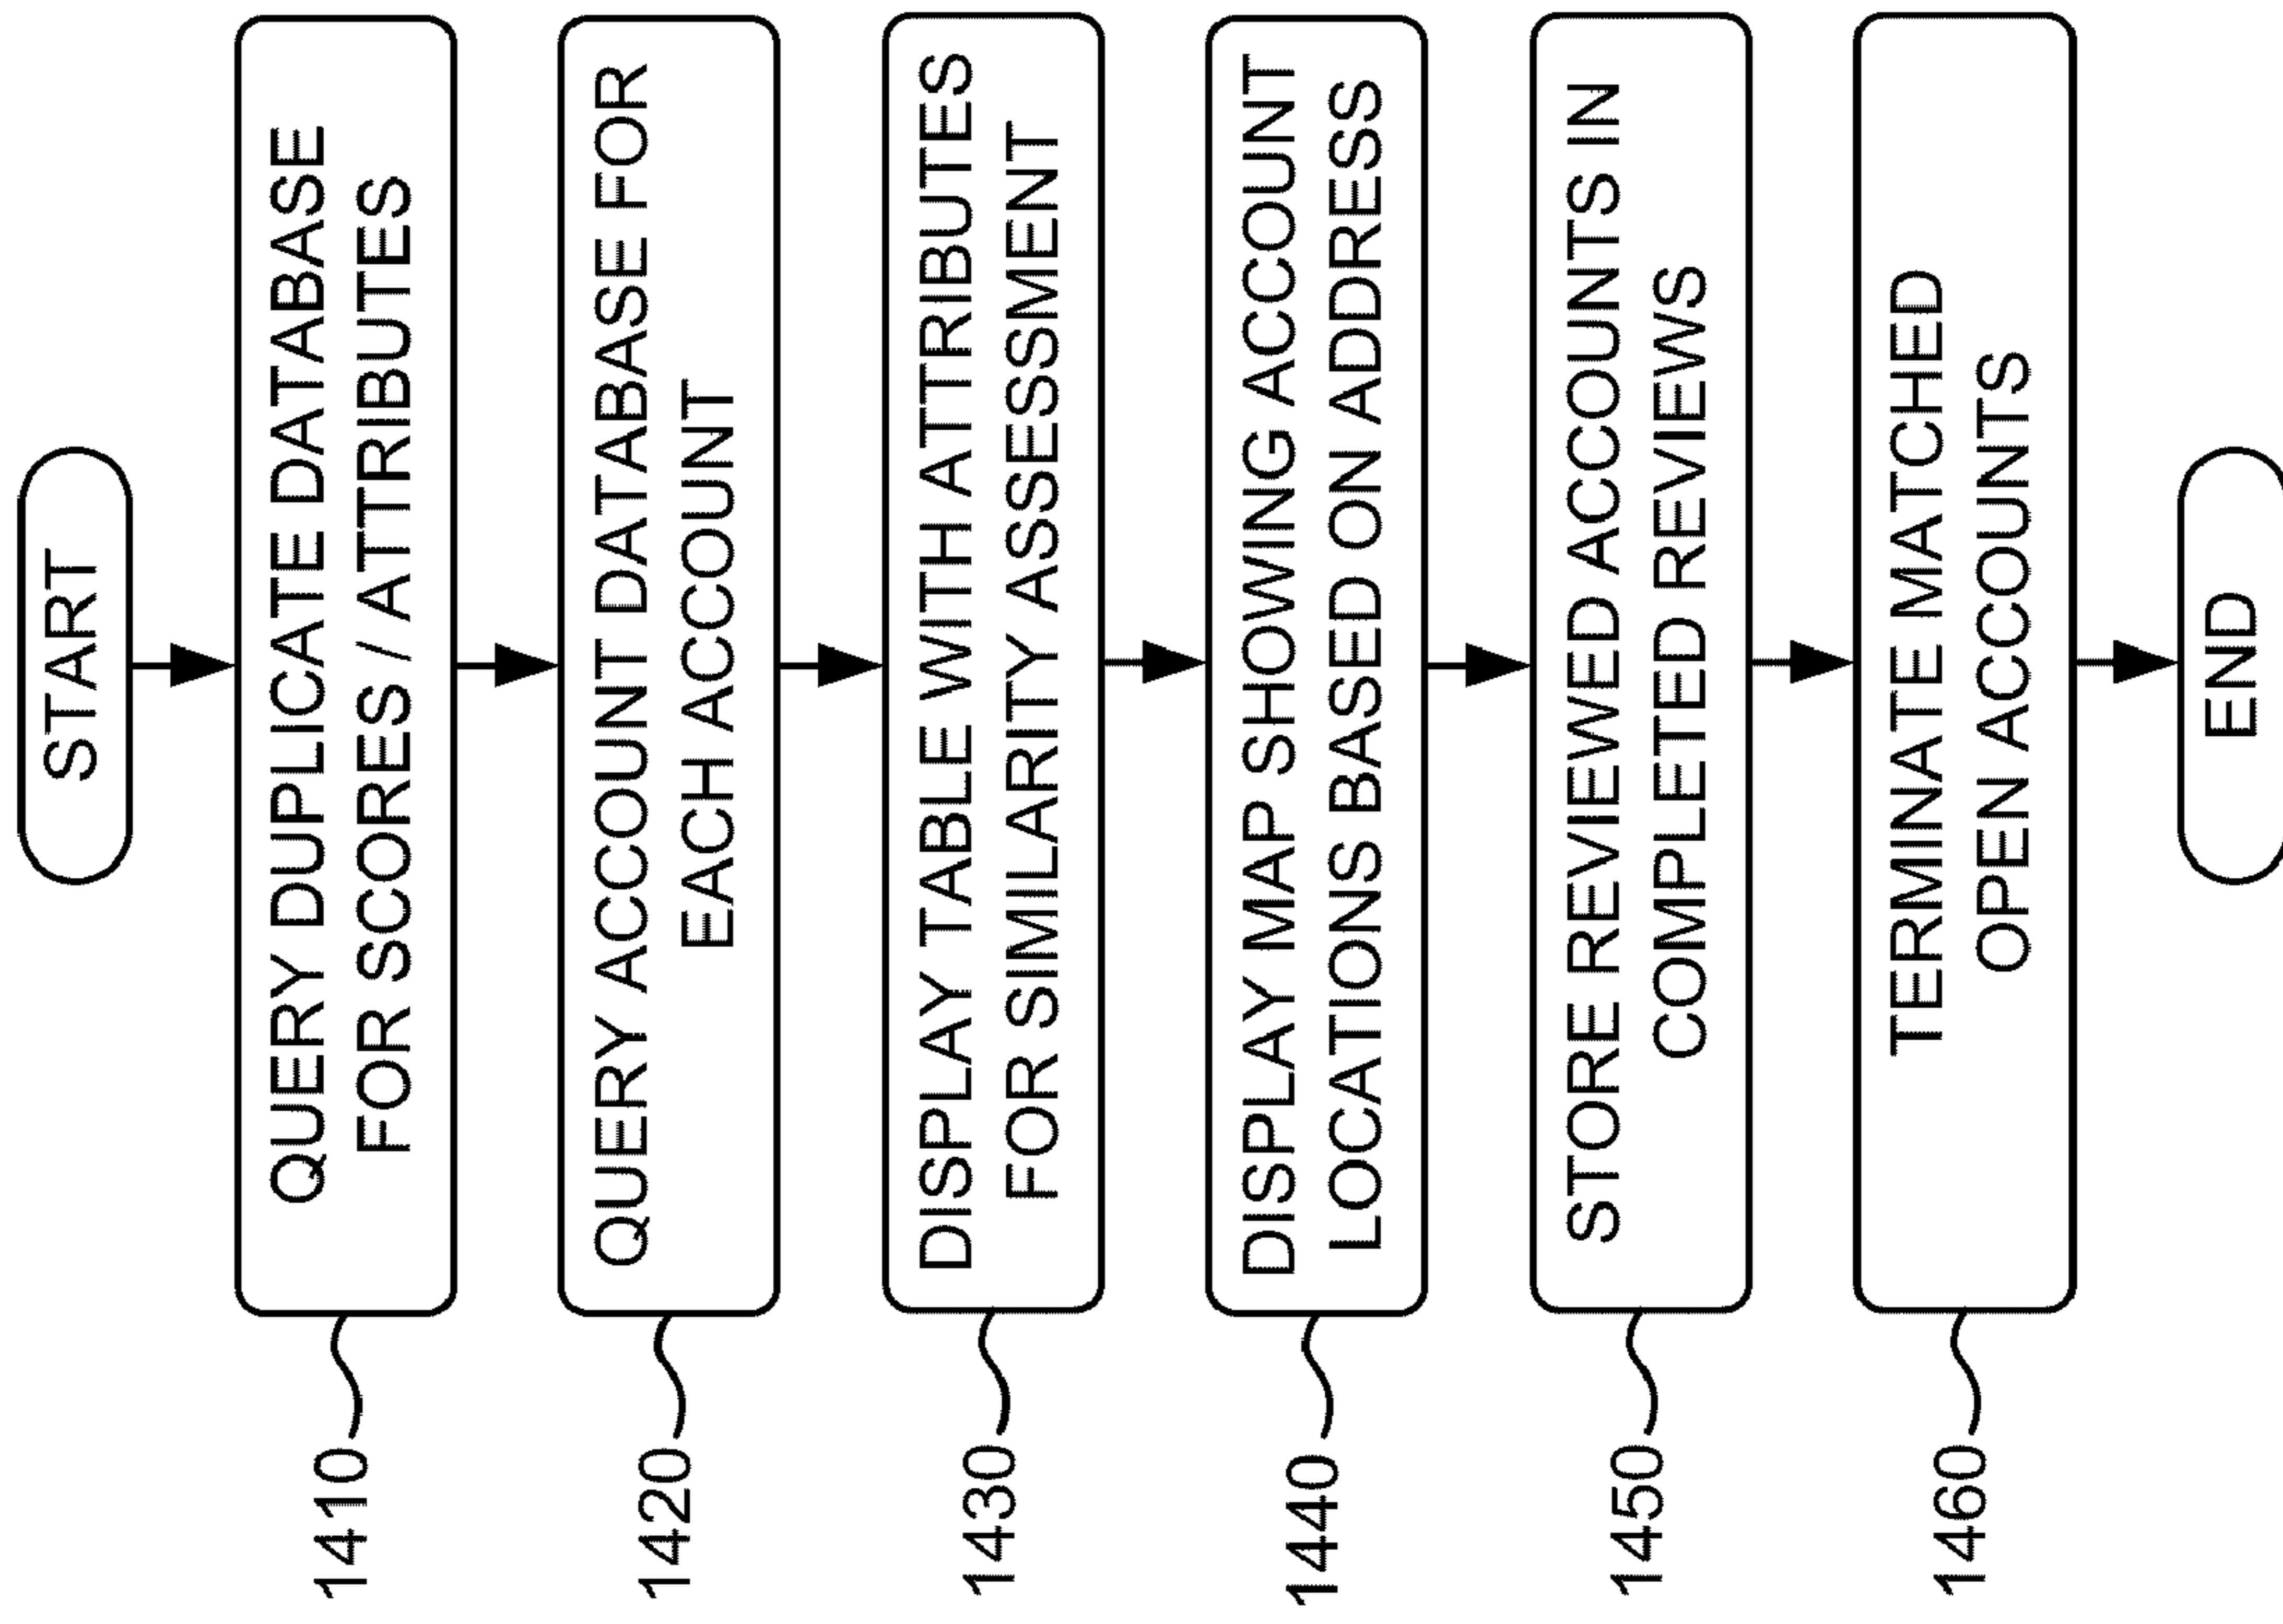 START
1410
QUERY DUPLICATE DATABASE
FOR SCORES / ATTRIBUTES
1420
QUERY ACCOUNT DATABASE FOR
EACH ACCOUNT
1430
DISPLAY TABLE WITH ATTRIBUTES
FOR SIMILARITY ASSESSMENT
1440
DISPLAY MAP SHOWING ACCOUNT
LOCATIONS BASED ON ADDRESS
1450
STORE REVIEWED ACCOUNTS IN
COMPLETED REVIEWS
1460
TERMINATE MATCHED
OPEN ACCOUNTS
END